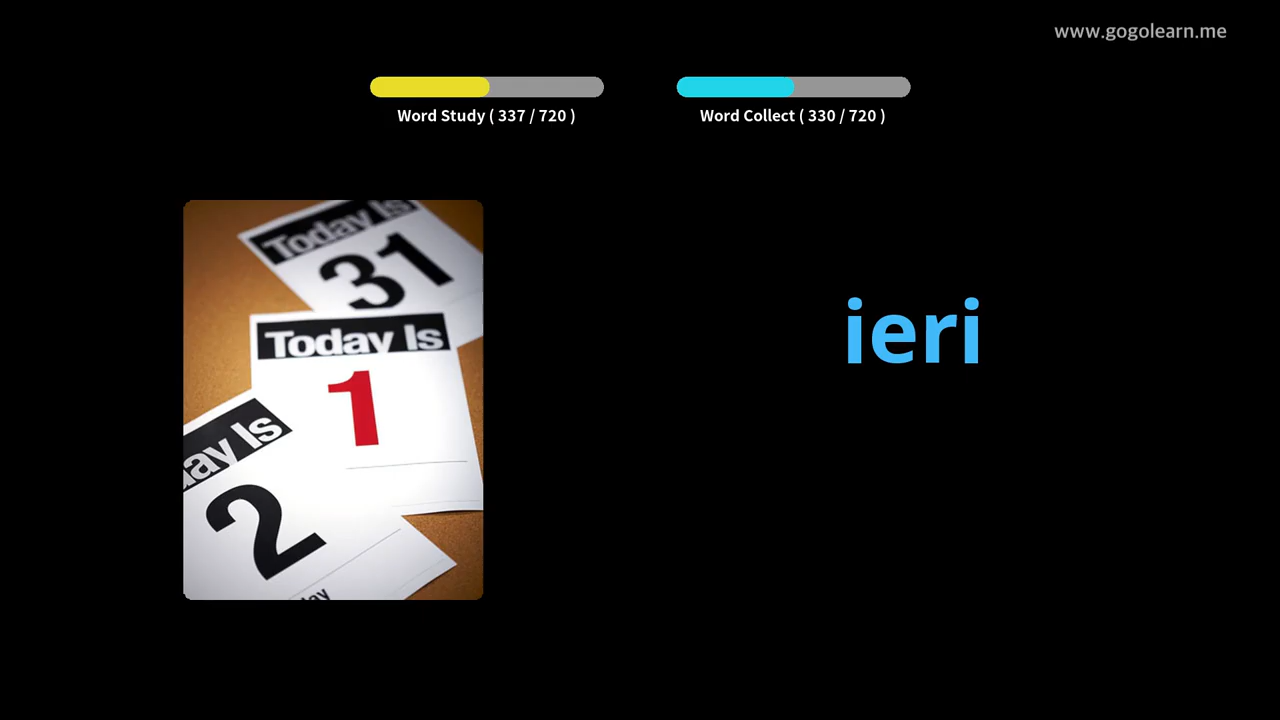 www.gogolearn.me
Word Study ( 337 / 720 )
Word Collect ( 330 / 720 )
Today Is
31
Today Is
1
ay Is
2
ieri